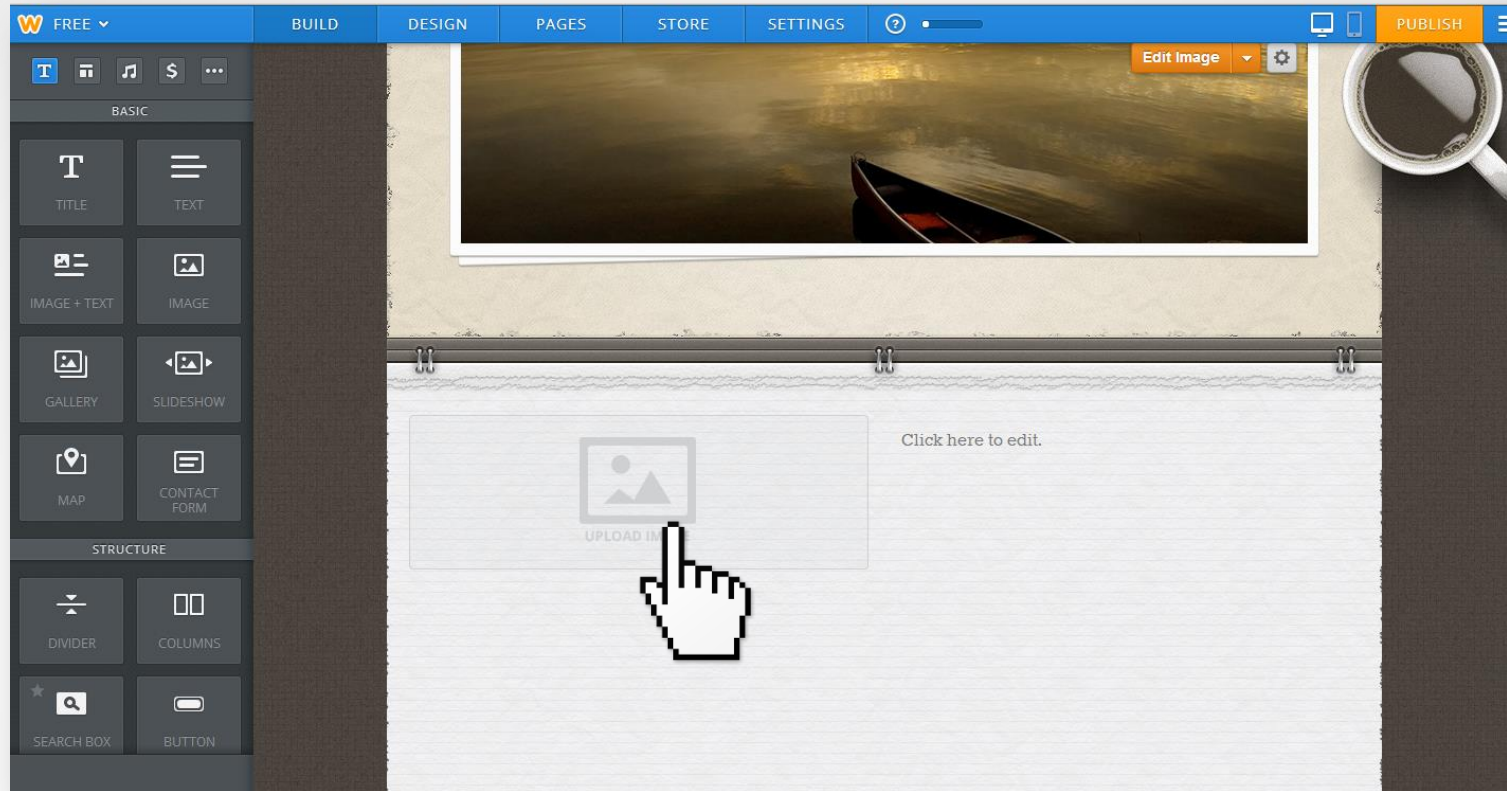 FREE
BUILD
DESIGN
PAGES
STORE
SETTINGS
?
PUBLISH
T
$
Edit Image
BASIC
T
TITLE
TEXT
IMAGE + TEXT
IMAGE
GALLERY
SLIDESHOW
MAP
CONTACT
FORM
Click here to edit.
UPLOAD
STRUCTURE
DIVIDER
COLUMNS
SEARCH BOX
BUTTON